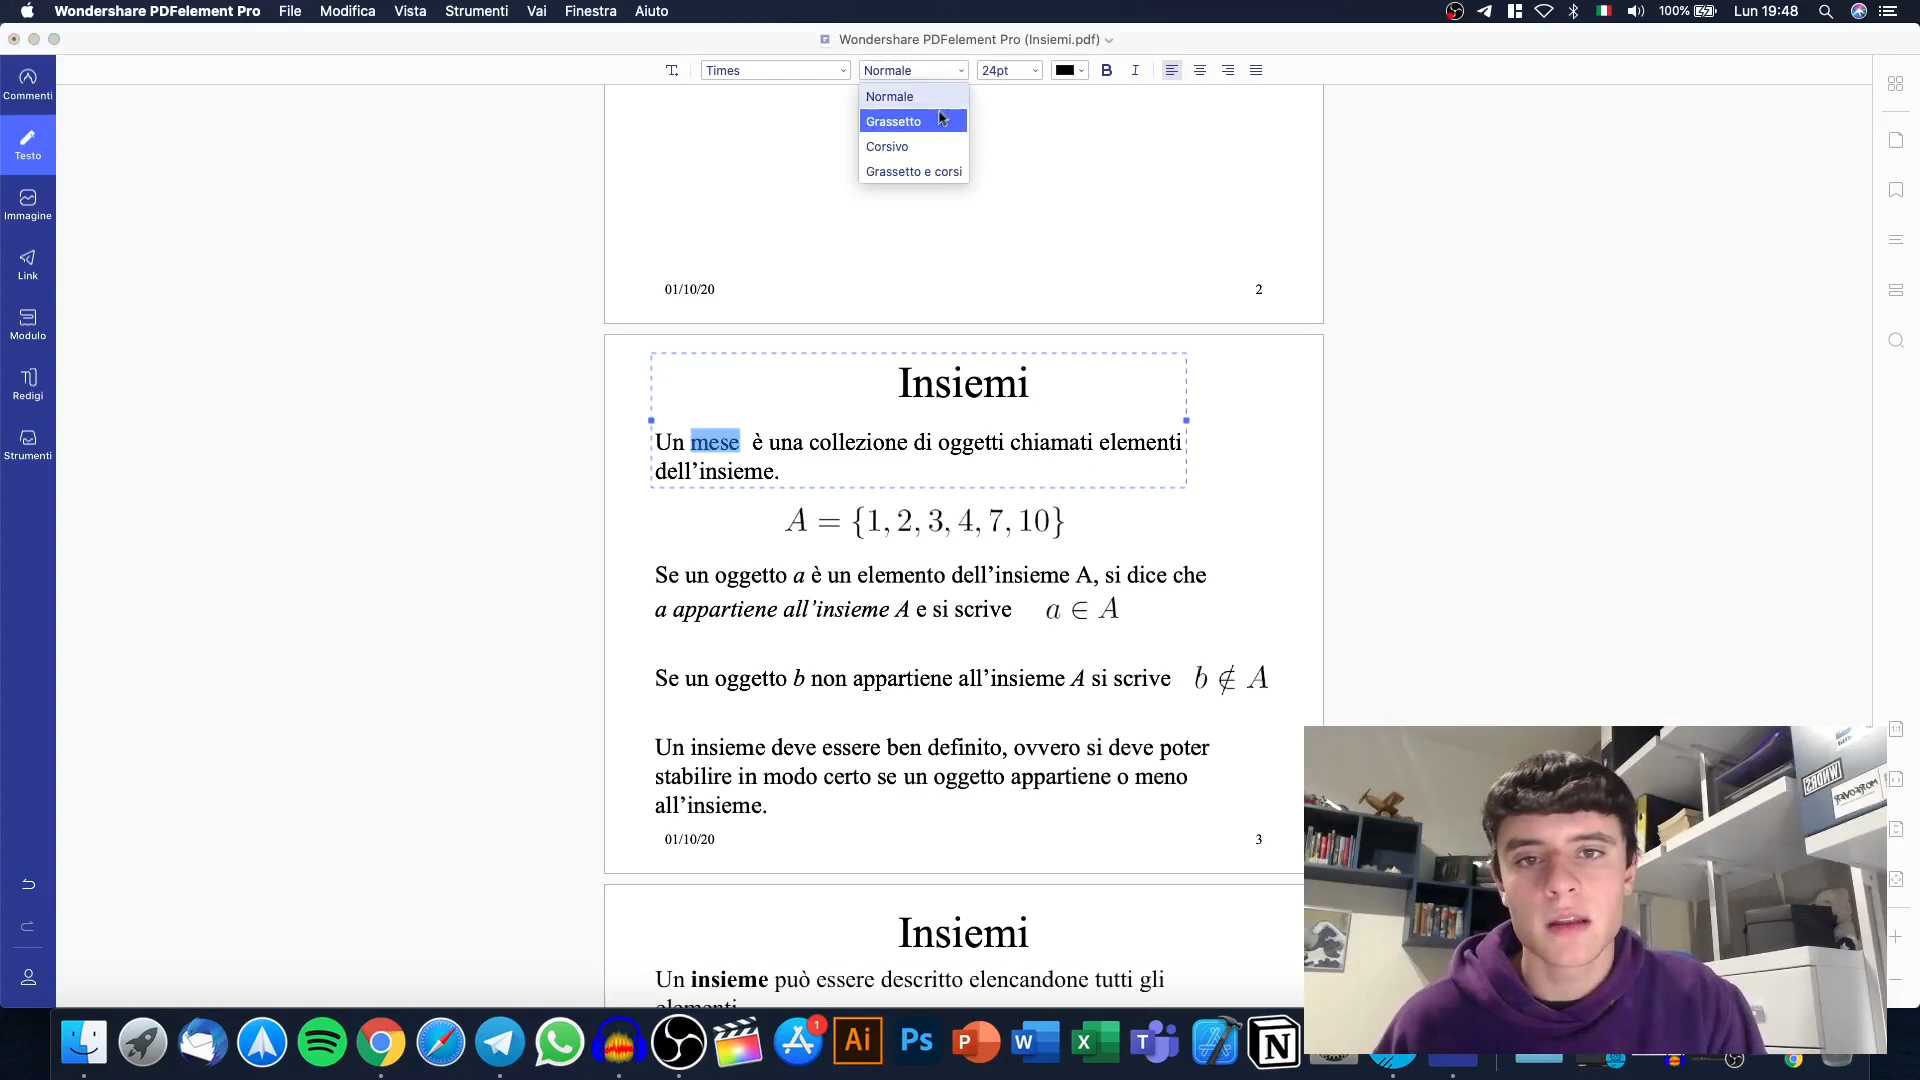 Wondershare PDFelement Pro File Modifica Vista Strumenti Vai Finestra Aiuto 100% Lun 19:48
Wondershare PDFelement Pro (Insiemi.pdf)
Times Normale 24pt B I
Normale
Grassetto
Corsivo
Grassetto e corsi
Commenti
Testo
Immagine
Link
Modulo
Redigi
Strumenti
01/10/20 2
Insiemi
Un mese è una collezione di oggetti chiamati elementi
dell’insieme.
A = {1, 2, 3, 4, 7, 10}
Se un oggetto a è un elemento dell’insieme A, si dice che
a appartiene all’insieme A e si scrive a ∈ A
Se un oggetto b non appartiene all’insieme A si scrive b ∉ A
Un insieme deve essere ben definito, ovvero si deve poter
stabilire in modo certo se un oggetto appartiene o meno
all’insieme.
01/10/20 3
Insiemi
Un insieme può essere descritto elencandone tutti gli
elementi
1
Ai Ps P W X T N